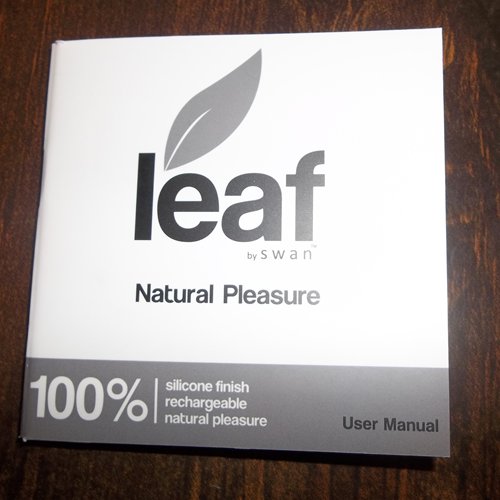 leaf
by swan™
Natural Pleasure
100%
silicone finish
rechargeable
natural pleasure
User Manual